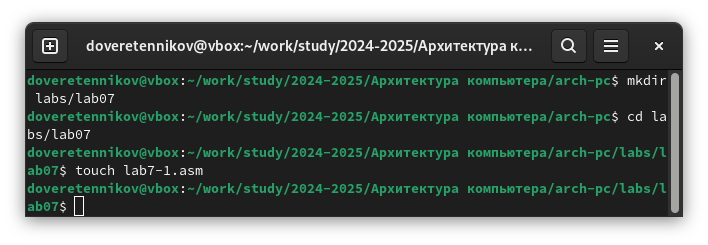 doveretennikov@vbox:~/work/study/2024-2025/Архитектура к...
doveretennikov@vbox:~/work/study/2024-2025/Архитектура компьютера/arch-pc$ mkdir
labs/lab07
doveretennikov@vbox:~/work/study/2024-2025/Архитектура компьютера/arch-pc$ cd la
bs/lab07
doveretennikov@vbox:~/work/study/2024-2025/Архитектура компьютера/arch-pc/labs/l
ab07$ touch lab7-1.asm
doveretennikov@vbox:~/work/study/2024-2025/Архитектура компьютера/arch-pc/labs/l
ab07$